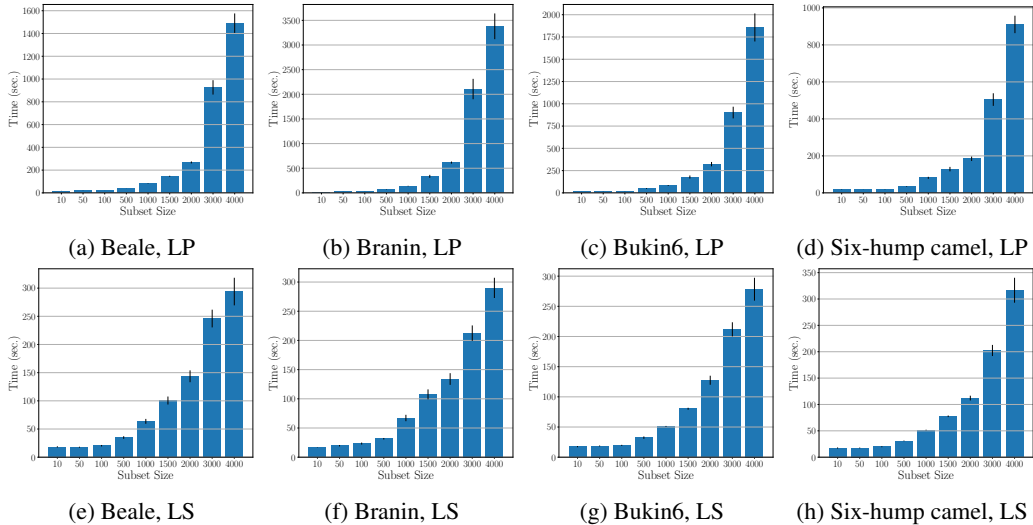 1600
1400
1200
1000
800
600
400
200
0
Time (sec.)
10 50 100 500 1000 1500 2000 3000 4000
Subset Size
(a) Beale, LP
3500
3000
2500
2000
1500
1000
500
0
Time (sec.)
10 50 100 500 1000 1500 2000 3000 4000
Subset Size
(b) Branin, LP
2000
1750
1500
1250
1000
750
500
250
0
Time (sec.)
10 50 100 500 1000 1500 2000 3000 4000
Subset Size
(c) Bukin6, LP
1000
800
600
400
200
0
Time (sec.)
10 50 100 500 1000 1500 2000 3000 4000
Subset Size
(d) Six-hump camel, LP
300
250
200
150
100
50
0
Time (sec.)
10 50 100 500 1000 1500 2000 3000 4000
Subset Size
(e) Beale, LS
300
250
200
150
100
50
0
Time (sec.)
10 50 100 500 1000 1500 2000 3000 4000
Subset Size
(f) Branin, LS
300
250
200
150
100
50
0
Time (sec.)
10 50 100 500 1000 1500 2000 3000 4000
Subset Size
(g) Bukin6, LS
350
300
250
200
150
100
50
0
Time (sec.)
10 50 100 500 1000 1500 2000 3000 4000
Subset Size
(h) Six-hump camel, LS